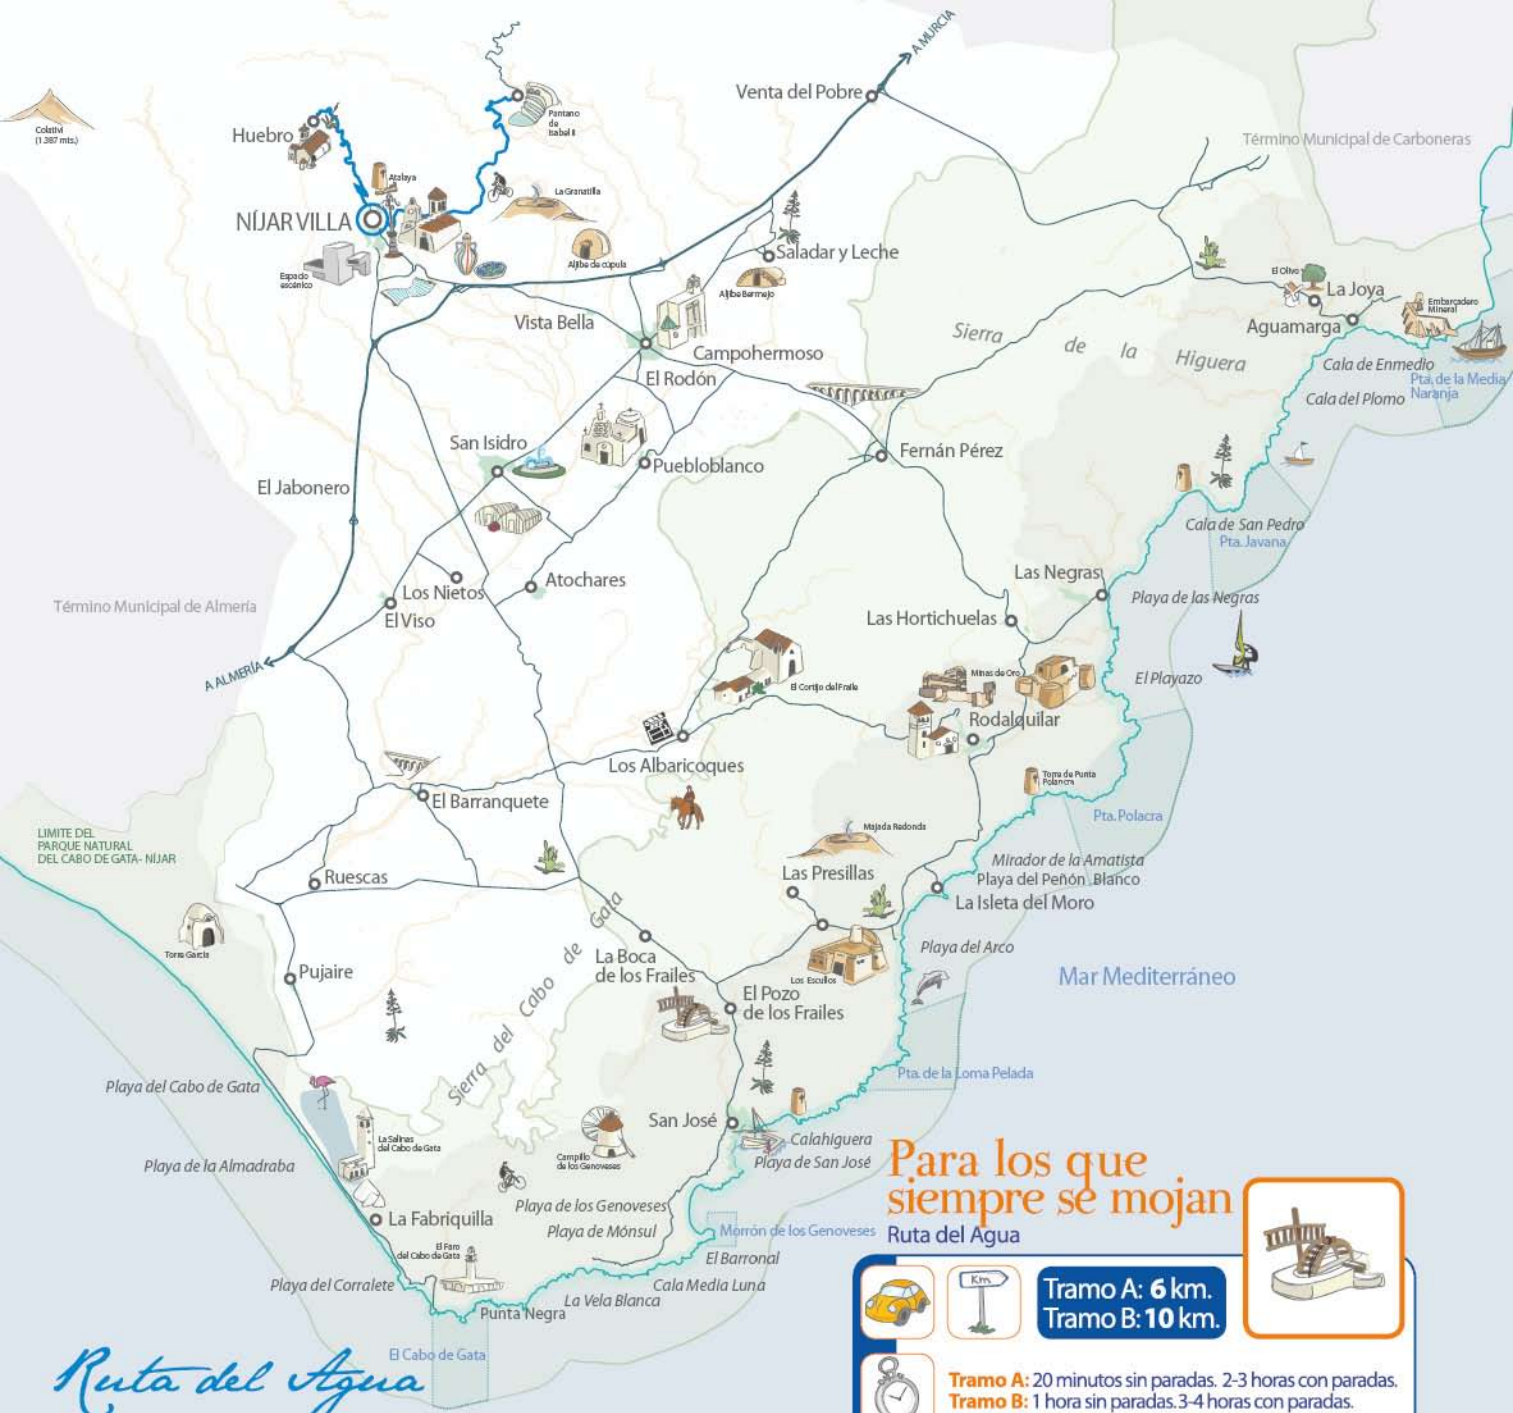 A MURCIA
Venta del Pobre
Colativi
(1.387 mts.)
Huebro
Pantano
de
Isabel II
Término Municipal de Carboneras
Atalaya
La Granatilla
NÍJAR VILLA
Espacio
escénico
Aljibe de cúpula
Saladar y Leche
Aljibe Bermejo
El Olivo
La Joya
Embarcadero
Mineral
Vista Bella
Aguamarga
Campohermoso
Sierra de la Higuera
El Rodón
Cala de Enmedio
Pta. de la Media
Naranja
Cala del Plomo
San Isidro
Fernán Pérez
Puebloblanco
El Jabonero
Cala de San Pedro
Pta. Javana
Las Negras
Atochares
Los Nietos
Playa de las Negras
Término Municipal de Almería
El Viso
Las Hortichuelas
A ALMERÍA
El Cortijo del Fraile
Minas de Oro
El Playazo
Rodalquilar
Los Albaricoques
Torre de Punta
Polancra
El Barranquete
Pta. Polacra
LIMITE DEL
PARQUE NATURAL
DEL CABO DE GATA- NÍJAR
Majada Redonda
Mirador de la Amatista
Ruescas
Las Presillas
Playa del Peñón Blanco
La Isleta del Moro
Torre García
La Boca
de los Frailes
Playa del Arco
Pujaire
Los Escullos
Mar Mediterráneo
El Pozo
de los Frailes
Sierra del Cabo de Gata
Pta. de la Loma Pelada
Playa del Cabo de Gata
San José
La Salinas
del Cabo de Gata
Calahiguera
Playa de la Almadraba
Campillo
de los Genoveses
Playa de San José
Para los que
siempre se mojan
Playa de los Genoveses
La Fabriquilla
Playa de Mónsul
Morrón de los Genoveses
Ruta del Agua
El Faro
del Cabo de Gata
El Barronal
Playa del Corralete
Cala Media Luna
La Vela Blanca
Punta Negra
Km
Tramo A: 6 km.
Tramo B: 10 km.
El Cabo de Gata
Ruta del Agua
Tramo A: 20 minutos sin paradas. 2-3 horas con paradas.
Tramo B: 1 hora sin paradas.3-4 horas con paradas.